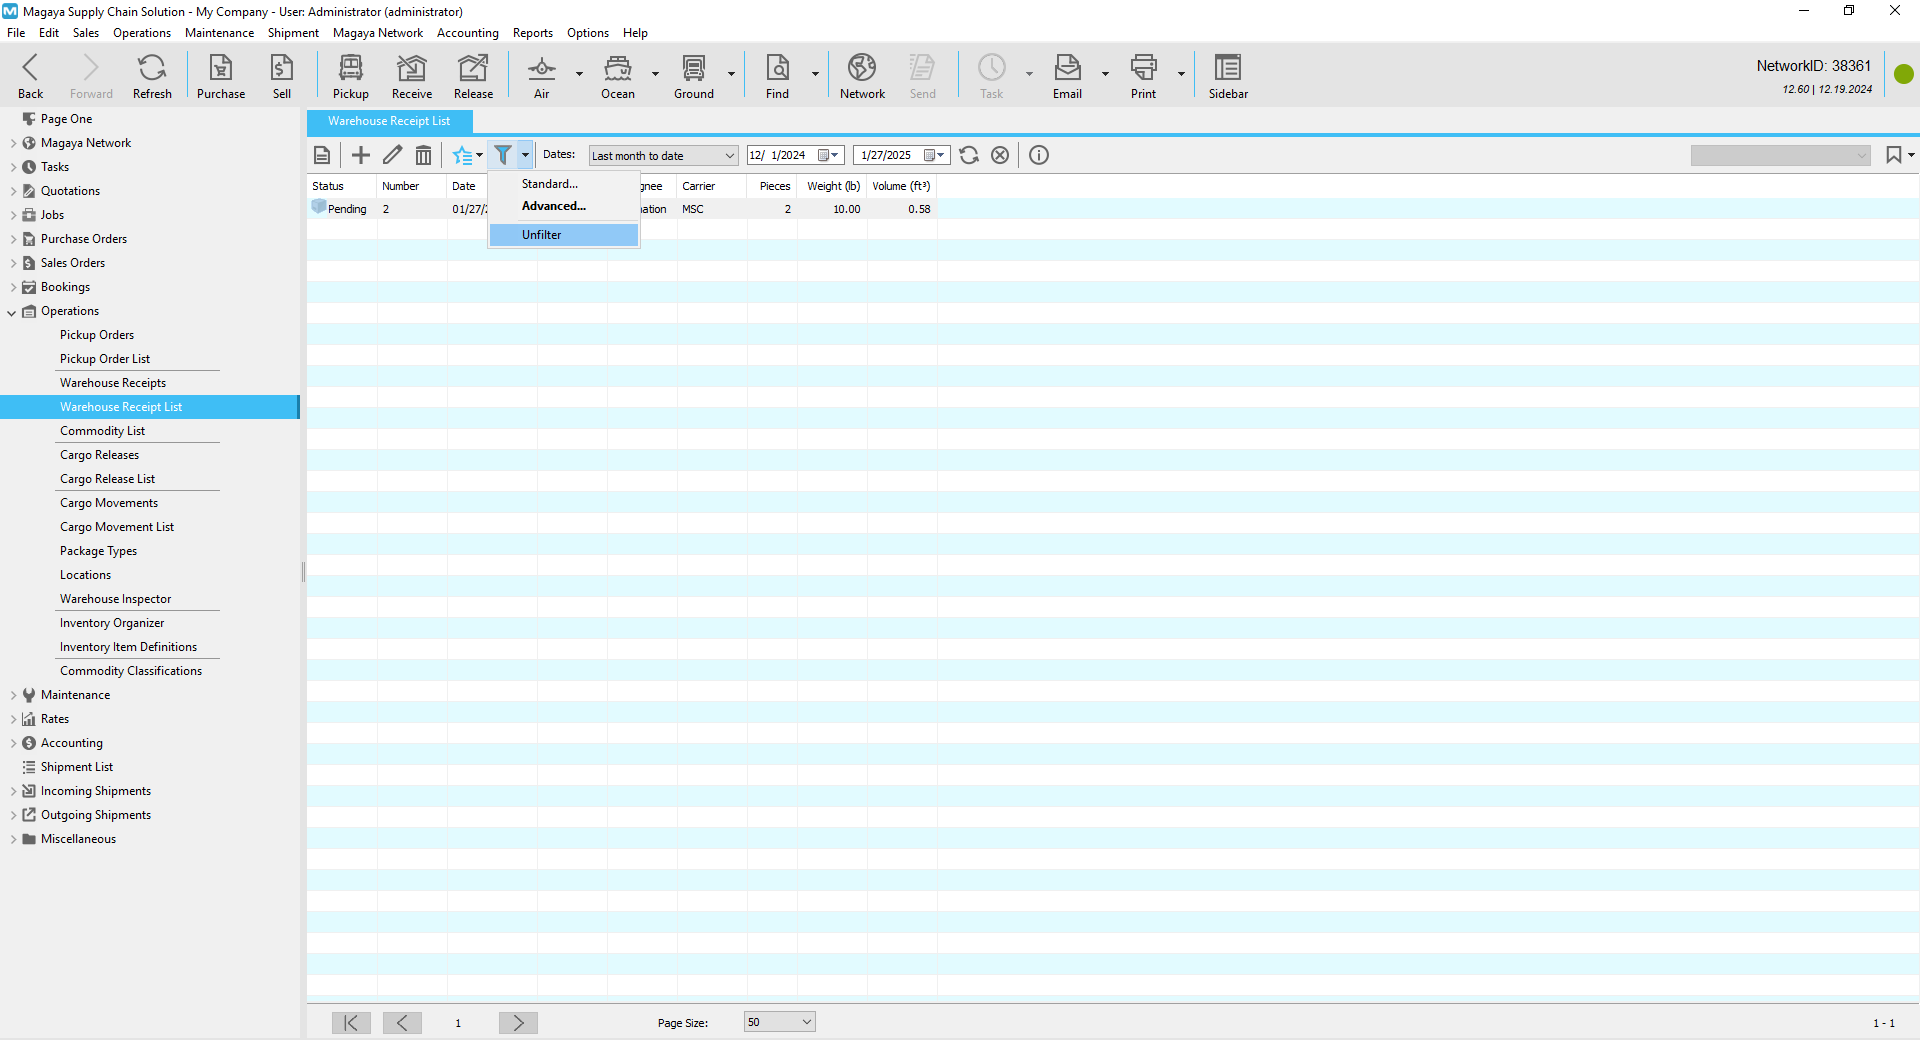 Magaya Supply Chain Solution - My Company - User: Administrator (administrator)
File Edit Sales Operations Maintenance Shipment Magaya Network Accounting Reports Options Help
Back Forward Refresh Purchase Sell Pickup Receive Release Air Ocean Ground Find Network Send Task Email Print Sidebar
NetworkID: 38361
12.60 | 12.19.2024
Page One
Magaya Network
Tasks
Quotations
Jobs
Purchase Orders
Sales Orders
Bookings
Operations
Pickup Orders
Pickup Order List
Warehouse Receipts
Warehouse Receipt List
Commodity List
Cargo Releases
Cargo Release List
Cargo Movements
Cargo Movement List
Package Types
Locations
Warehouse Inspector
Inventory Organizer
Inventory Item Definitions
Commodity Classifications
Maintenance
Rates
Accounting
Shipment List
Incoming Shipments
Outgoing Shipments
Miscellaneous
Warehouse Receipt List
Dates: Last month to date 12/ 1/2024 1/27/2025
Status Number Date gnee Carrier Pieces Weight (lb) Volume (ft³)
Pending 2 01/27/2 nation MSC 2 10.00 0.58
Standard...
Advanced...
Unfilter
1 Page Size: 50 1 - 1